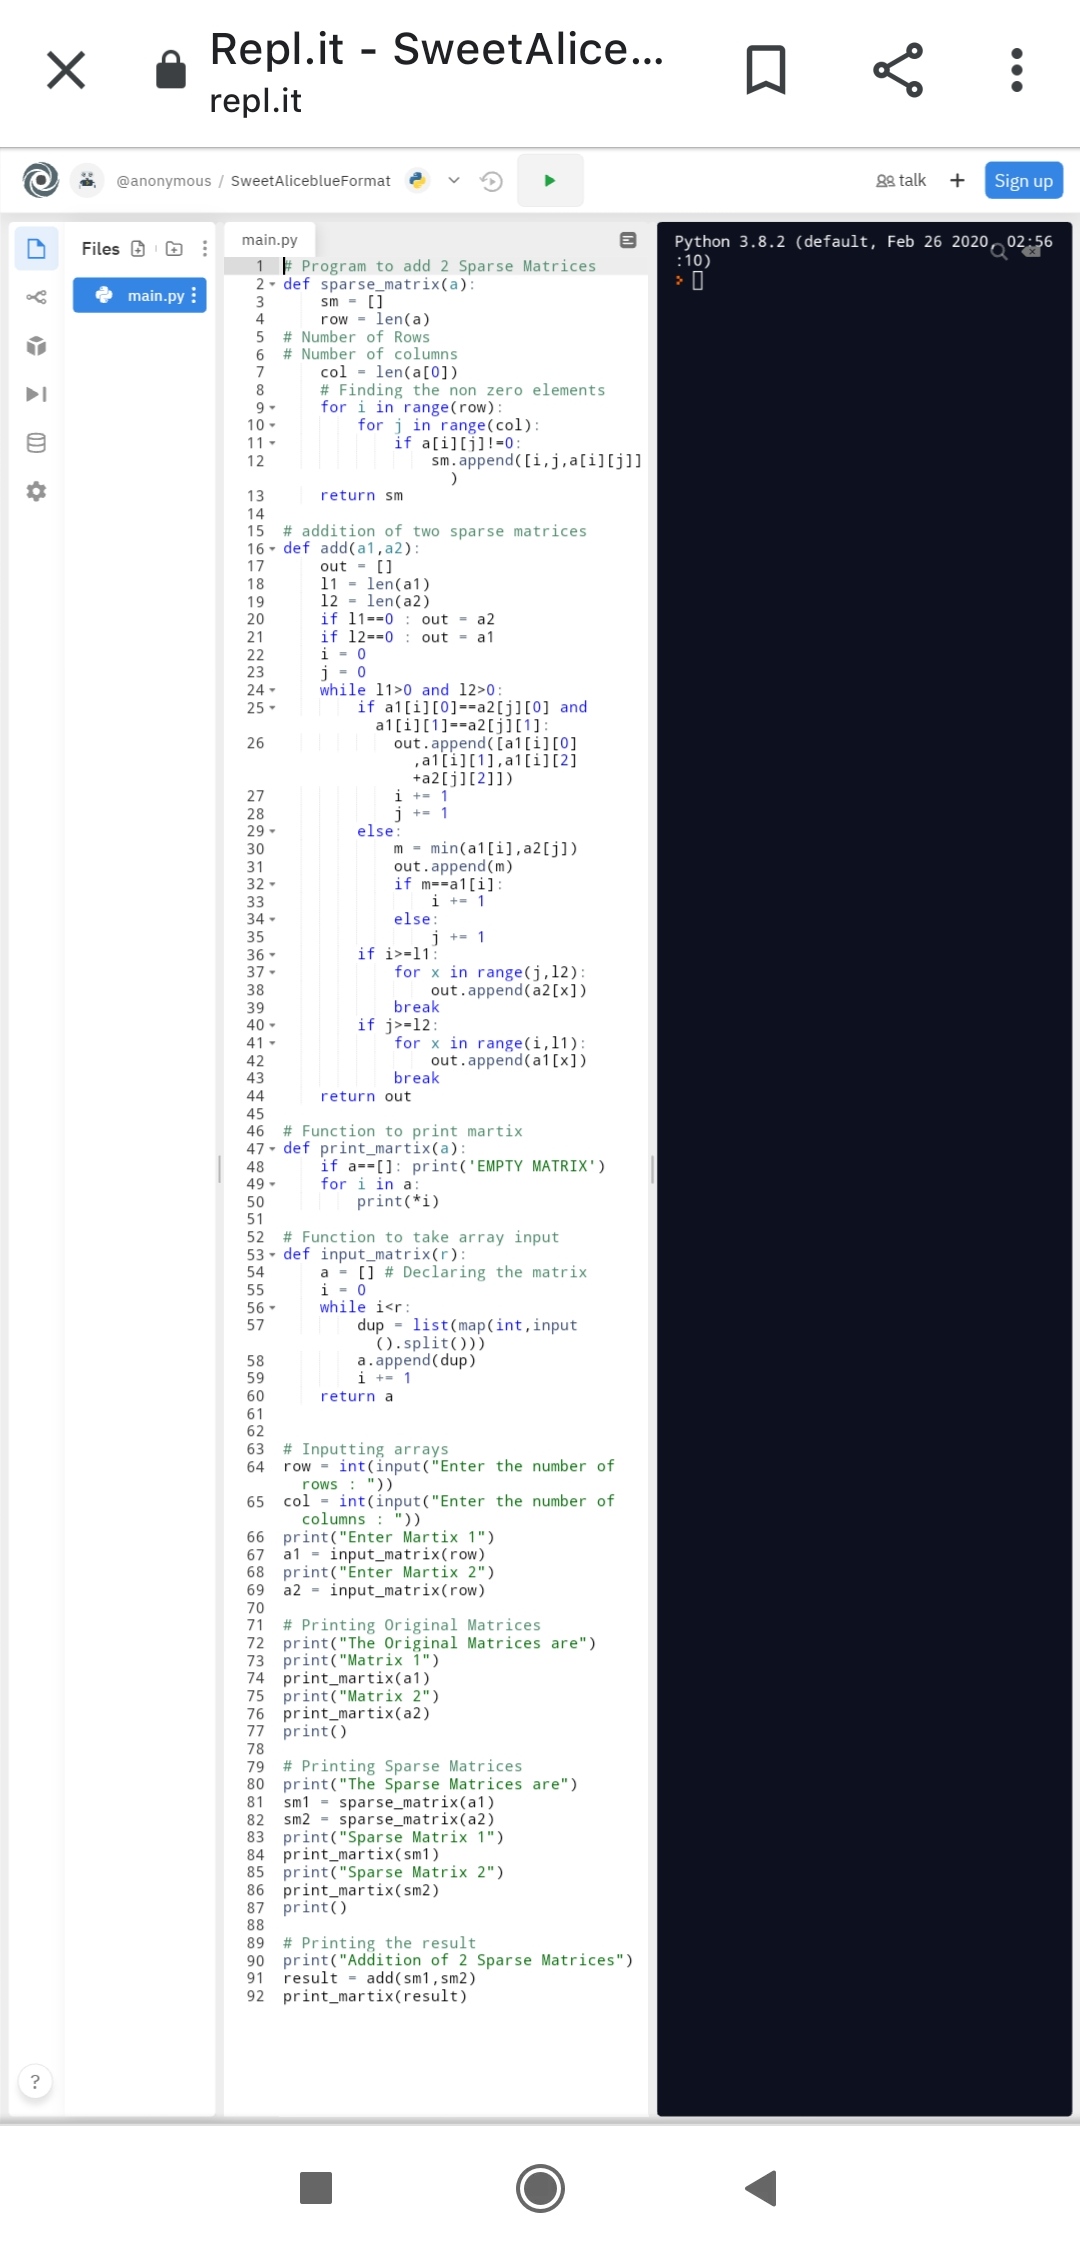 Repl.it - SweetAlice...
repl.it
@anonymous / SweetAliceblueFormat
talk + Sign up
Files
main.py
main.py
1 # Program to add 2 Sparse Matrices
2 def sparse_matrix(a):
3 sm = []
4 row = len(a)
5 # Number of Rows
6 # Number of columns
7 col = len(a[0])
8 # Finding the non zero elements
9 for i in range(row):
10 for j in range(col):
11 if a[i][j]!=0:
12 sm.append([i,j,a[i][j]]
)
13 return sm
14
15 # addition of two sparse matrices
16 def add(a1,a2):
17 out = []
18 l1 = len(a1)
19 l2 = len(a2)
20 if l1==0 : out = a2
21 if l2==0 : out = a1
22 i = 0
23 j = 0
24 while l1>0 and l2>0:
25 if a1[i][0]==a2[j][0] and
a1[i][1]==a2[j][1]:
26 out.append([a1[i][0]
,a1[i][1],a1[i][2]
+a2[j][2]])
27 i += 1
28 j += 1
29 else:
30 m = min(a1[i],a2[j])
31 out.append(m)
32 if m==a1[i]:
33 i += 1
34 else:
35 j += 1
36 if i>=l1:
37 for x in range(j,l2):
38 out.append(a2[x])
39 break
40 if j>=l2:
41 for x in range(i,l1):
42 out.append(a1[x])
43 break
44 return out
45
46 # Function to print martix
47 def print_martix(a):
48 if a==[]: print('EMPTY MATRIX')
49 for i in a:
50 print(*i)
51
52 # Function to take array input
53 def input_matrix(r):
54 a = [] # Declaring the matrix
55 i = 0
56 while i<r:
57 dup = list(map(int,input
().split()))
58 a.append(dup)
59 i += 1
60 return a
61
62
63 # Inputting arrays
64 row = int(input("Enter the number of
rows : "))
65 col = int(input("Enter the number of
columns : "))
66 print("Enter Martix 1")
67 a1 = input_matrix(row)
68 print("Enter Martix 2")
69 a2 = input_matrix(row)
70
71 # Printing Original Matrices
72 print("The Original Matrices are")
73 print("Matrix 1")
74 print_martix(a1)
75 print("Matrix 2")
76 print_martix(a2)
77 print()
78
79 # Printing Sparse Matrices
80 print("The Sparse Matrices are")
81 sm1 = sparse_matrix(a1)
82 sm2 = sparse_matrix(a2)
83 print("Sparse Matrix 1")
84 print_martix(sm1)
85 print("Sparse Matrix 2")
86 print_martix(sm2)
87 print()
88
89 # Printing the result
90 print("Addition of 2 Sparse Matrices")
91 result = add(sm1,sm2)
92 print_martix(result)
Python 3.8.2 (default, Feb 26 2020, 02:56
:10)
>
?